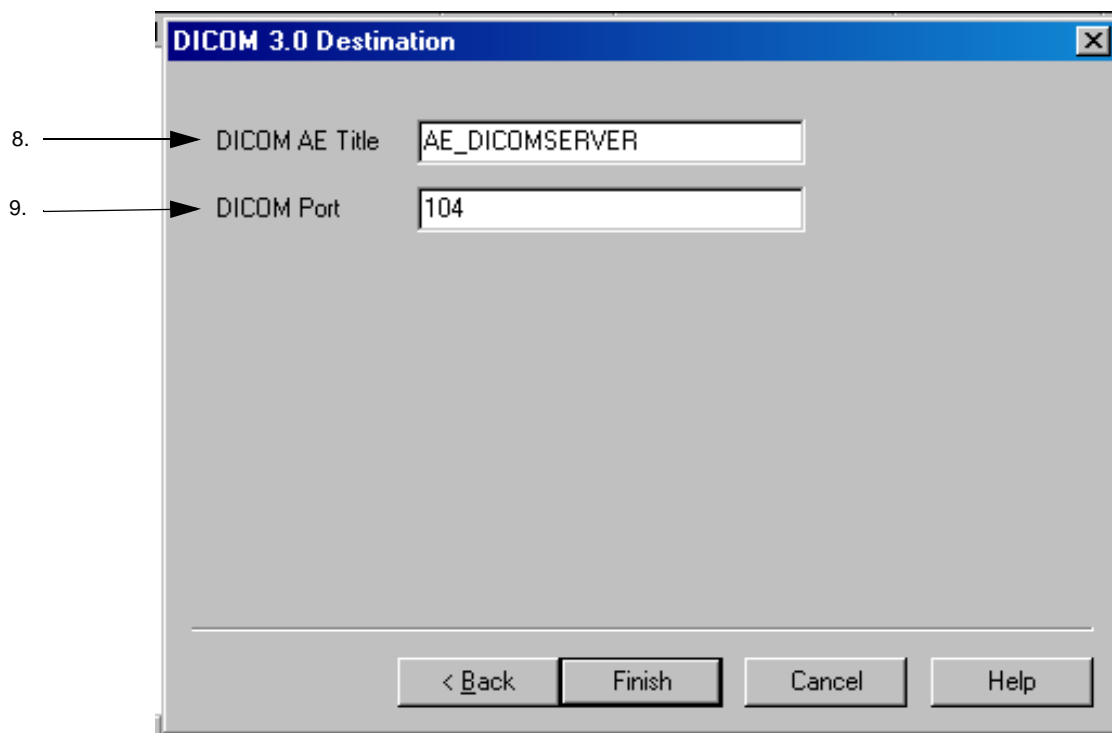 DICOM 3.0 Destination
8. DICOM AE Title AE_DICOMSERVER
9. DICOM Port 104
< Back Finish Cancel Help